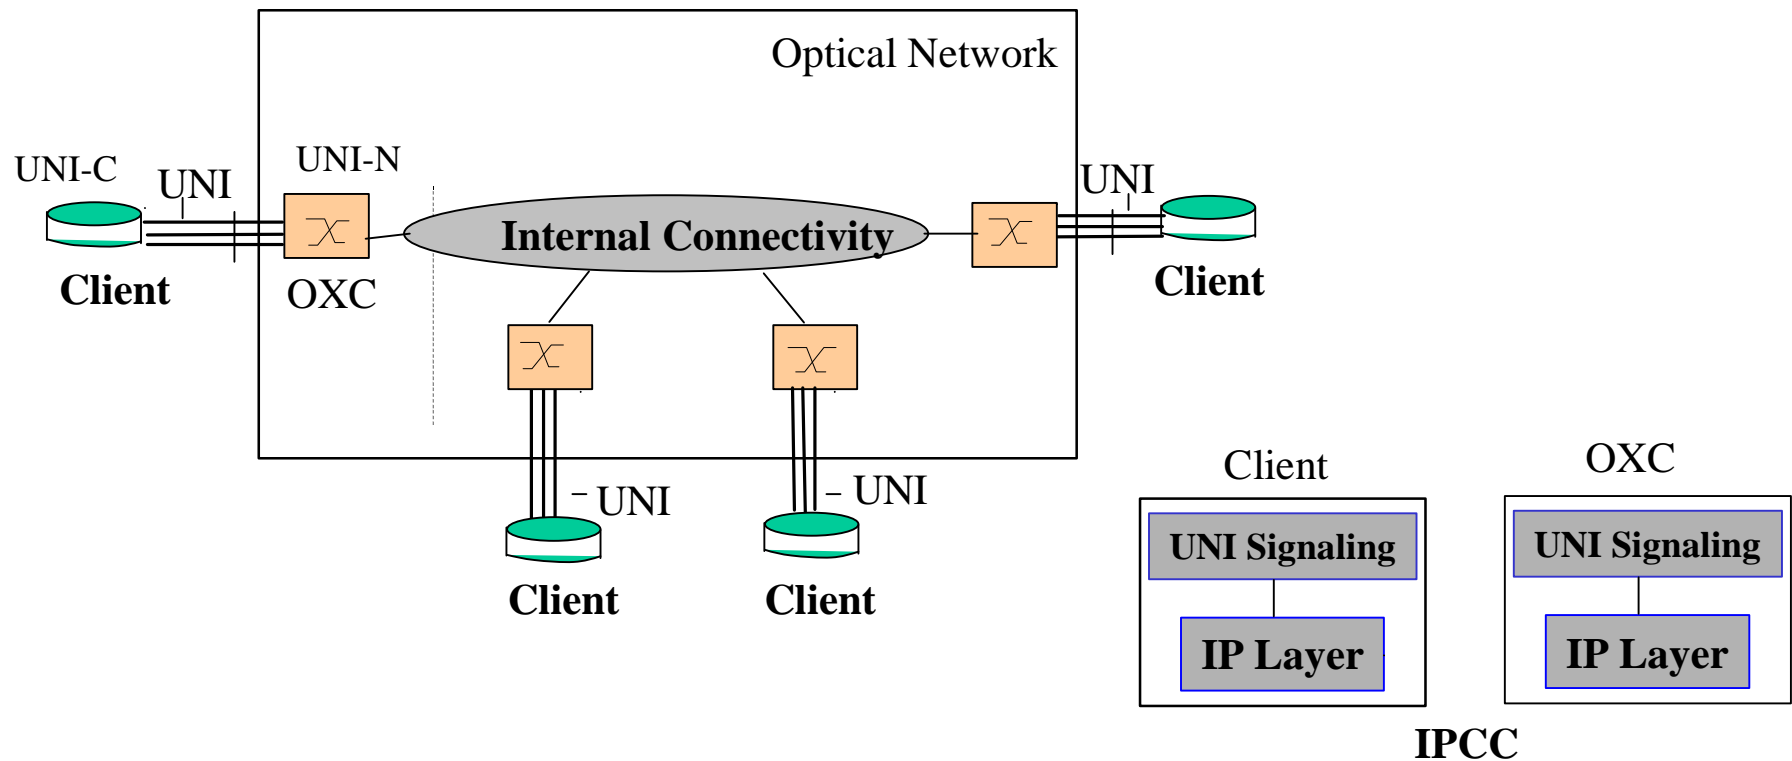 Optical Network
UNI-C
UNI
UNI-N
UNI
Internal Connectivity
Client
OXC
Client
UNI
UNI
Client
Client
Client
OXC
UNI Signaling
UNI Signaling
IP Layer
IP Layer
IPCC